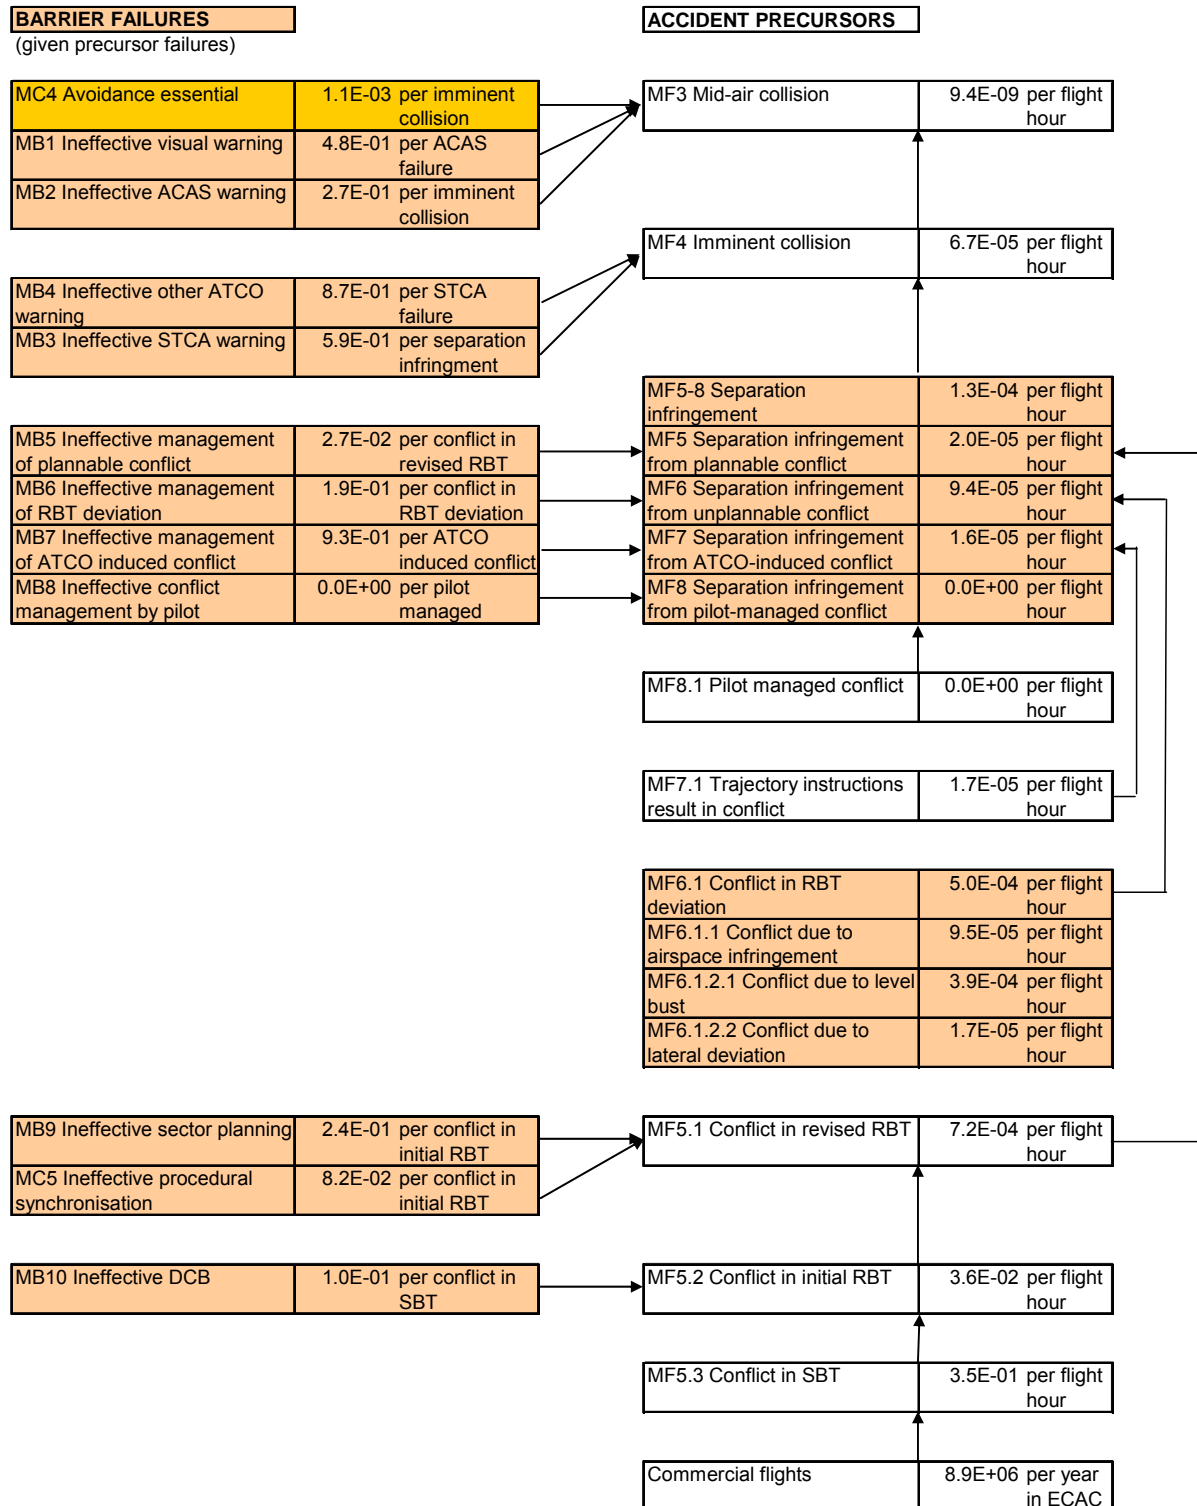 BARRIER FAILURES
(given precursor failures)
ACCIDENT PRECURSORS
MC4 Avoidance essential 1.1E-03 per imminent
collision
MB1 Ineffective visual warning 4.8E-01 per ACAS
failure
MB2 Ineffective ACAS warning 2.7E-01 per imminent
collision
MF3 Mid-air collision 9.4E-09 per flight
hour
MF4 Imminent collision 6.7E-05 per flight
hour
MB4 Ineffective other ATCO 8.7E-01 per STCA
warning failure
MB3 Ineffective STCA warning 5.9E-01 per separation
infringment
MF5-8 Separation 1.3E-04 per flight
infringement hour
MB5 Ineffective management 2.7E-02 per conflict in
of plannable conflict revised RBT
MB6 Ineffective management 1.9E-01 per conflict in
of RBT deviation RBT deviation
MB7 Ineffective management 9.3E-01 per ATCO
of ATCO induced conflict induced conflict
MB8 Ineffective conflict 0.0E+00 per pilot
management by pilot managed
MF5 Separation infringement 2.0E-05 per flight
from plannable conflict hour
MF6 Separation infringement 9.4E-05 per flight
from unplannable conflict hour
MF7 Separation infringement 1.6E-05 per flight
from ATCO-induced conflict hour
MF8 Separation infringement 0.0E+00 per flight
from pilot-managed conflict hour
MF8.1 Pilot managed conflict 0.0E+00 per flight
hour
MF7.1 Trajectory instructions 1.7E-05 per flight
result in conflict hour
MF6.1 Conflict in RBT 5.0E-04 per flight
deviation hour
MF6.1.1 Conflict due to 9.5E-05 per flight
airspace infringement hour
MF6.1.2.1 Conflict due to level 3.9E-04 per flight
bust hour
MF6.1.2.2 Conflict due to 1.7E-05 per flight
lateral deviation hour
MB9 Ineffective sector planning 2.4E-01 per conflict in
initial RBT
MC5 Ineffective procedural 8.2E-02 per conflict in
synchronisation initial RBT
MF5.1 Conflict in revised RBT 7.2E-04 per flight
hour
MB10 Ineffective DCB 1.0E-01 per conflict in
SBT
MF5.2 Conflict in initial RBT 3.6E-02 per flight
hour
MF5.3 Conflict in SBT 3.5E-01 per flight
hour
Commercial flights 8.9E+06 per year
in ECAC